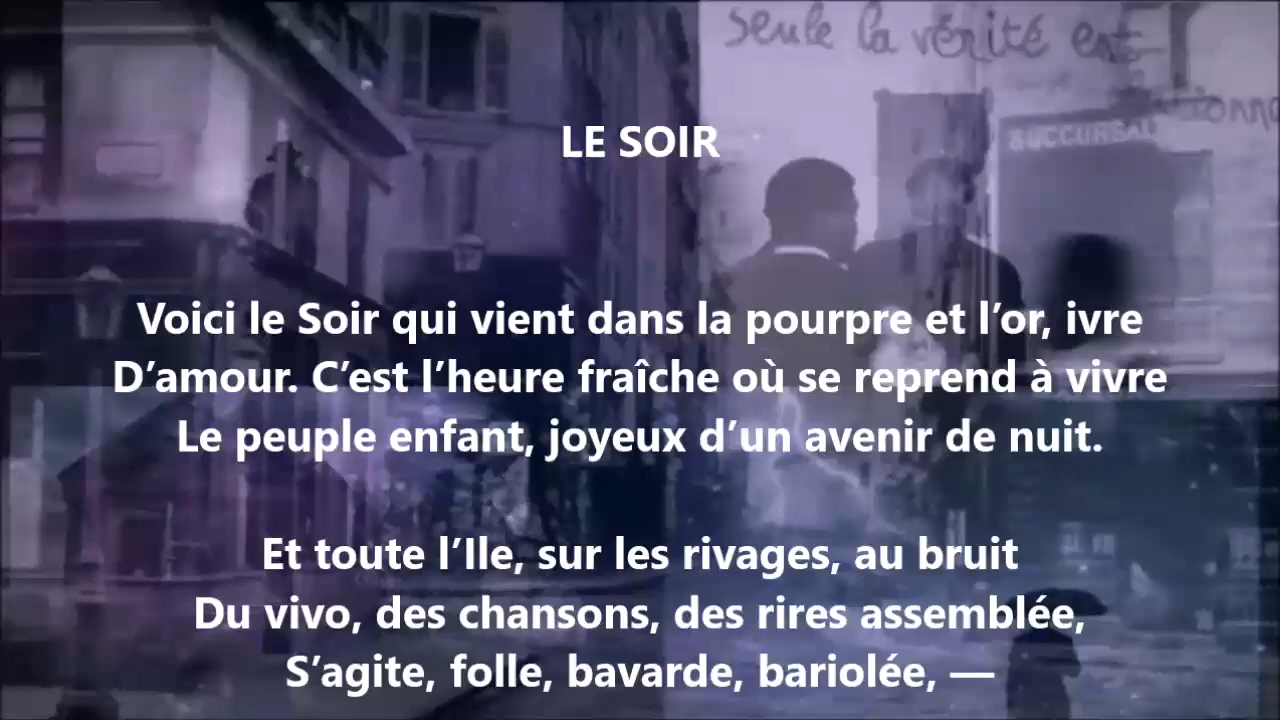 Seule la vérité est
SUCCURSAL
LE SOIR
Voici le Soir qui vient dans la pourpre et l’or, ivre
D’amour. C’est l’heure fraîche où se reprend à vivre
Le peuple enfant, joyeux d’un avenir de nuit.
Et toute l’Ile, sur les rivages, au bruit
Du vivo, des chansons, des rires assemblée,
S’agite, folle, bavarde, bariolée, —